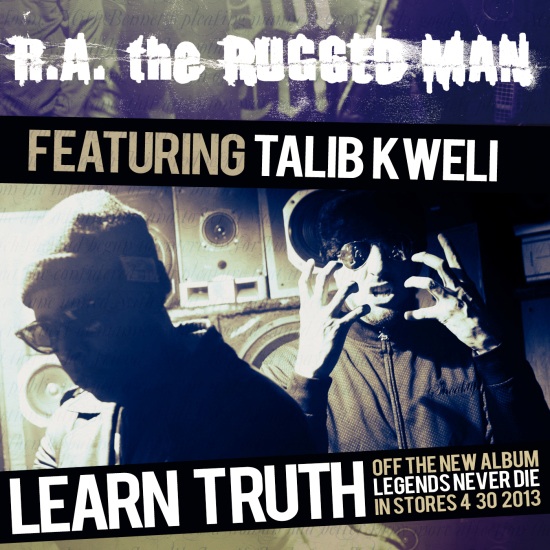 R.A. the RUGGED MAN
FEATURING TALIB KWELI
LEARN TRUTH
OFF THE NEW ALBUM
LEGENDS NEVER DIE
IN STORES 4 30 2013